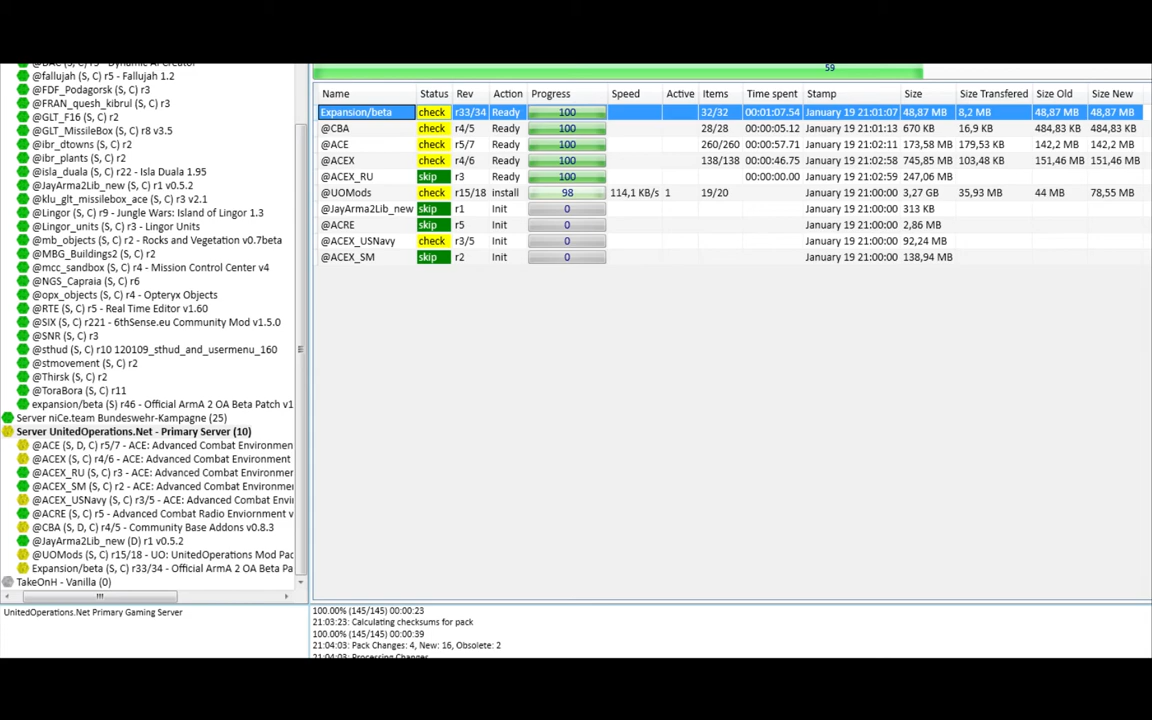 @fallujah (S, C) r5 - Fallujah 1.2
@FDF_Podagorsk (S, C) r3
@FRAN_quesh_kibrul (S, C) r3
@GLT_F16 (S, C) r2
@GLT_MissileBox (S, C) r8 v3.5
@ibr_dtowns (S, C) r2
@ibr_plants (S, C) r2
@isla_duala (S, C) r22 - Isla Duala 1.95
@JayArma2Lib_new (S, C) r1 v0.5.2
@klu_glt_missilebox_ace (S, C) r3 v2.1
@Lingor (S, C) r9 - Jungle Wars: Island of Lingor 1.3
@Lingor_units (S, C) r3 - Lingor Units
@mb_objects (S, C) r2 - Rocks and Vegetation v0.7beta
@MBG_Buildings2 (S, C) r2
@mcc_sandbox (S, C) r4 - Mission Control Center v4
@NGS_Capraia (S, C) r6
@opx_objects (S, C) r4 - Opteryx Objects
@RTE (S, C) r5 - Real Time Editor v1.60
@SIX (S, C) r221 - 6thSense.eu Community Mod v1.5.0
@SNR (S, C) r3
@sthud (S, C) r10 120109_sthud_and_usermenu_160
@stmovement (S, C) r2
@Thirsk (S, C) r2
@ToraBora (S, C) r11
expansion/beta (S) r46 - Official ArmA 2 OA Beta Patch v1
Server niCe.team Bundeswehr-Kampagne (25)
Server UnitedOperations.Net - Primary Server (10)
@ACE (S, D, C) r5/7 - ACE: Advanced Combat Environmen
@ACEX (S, C) r4/6 - ACE: Advanced Combat Environment
@ACEX_RU (S, C) r3 - ACE: Advanced Combat Environmer
@ACEX_SM (S, C) r2 - ACE: Advanced Combat Environmer
@ACEX_USNavy (S, C) r3/5 - ACE: Advanced Combat Envi
@ACRE (S, C) r5 - Advanced Combat Radio Enviornment v
@CBA (S, D, C) r4/5 - Community Base Addons v0.8.3
@JayArma2Lib_new (D) r1 v0.5.2
@UOMods (S, C) r15/18 - UO: UnitedOperations Mod Pac
Expansion/beta (S, C) r33/34 - Official ArmA 2 OA Beta Pa
TakeOnH - Vanilla (0)
UnitedOperations.Net Primary Gaming Server
59
Name Status Rev Action Progress Speed Active Items Time spent Stamp Size Size Transfered Size Old Size New
Expansion/beta check r33/34 Ready 100 32/32 00:01:07.54 January 19 21:01:07 48,87 MB 8,2 MB 48,87 MB 48,87 MB
@CBA check r4/5 Ready 100 28/28 00:00:05.12 January 19 21:01:13 670 KB 16,9 KB 484,83 KB 484,83 KB
@ACE check r5/7 Ready 100 260/260 00:00:57.71 January 19 21:02:11 173,58 MB 179,53 KB 142,2 MB 142,2 MB
@ACEX check r4/6 Ready 100 138/138 00:00:46.75 January 19 21:02:58 745,85 MB 103,48 KB 151,46 MB 151,46 MB
@ACEX_RU skip r3 Ready 100 00:00:00.00 January 19 21:02:59 247,06 MB
@UOMods check r15/18 install 98 114,1 KB/s 1 19/20 January 19 21:00:00 3,27 GB 35,93 MB 44 MB 78,55 MB
@JayArma2Lib_new skip r1 Init 0 January 19 21:00:00 313 KB
@ACRE skip r5 Init 0 January 19 21:00:00 2,86 MB
@ACEX_USNavy check r3/5 Init 0 January 19 21:00:00 92,24 MB
@ACEX_SM skip r2 Init 0 January 19 21:00:00 138,94 MB
100.00% (145/145) 00:00:23
21:03:23: Calculating checksums for pack
100.00% (145/145) 00:00:39
21:04:03: Pack Changes: 4, New: 16, Obsolete: 2
21:04:03: Processing Changes